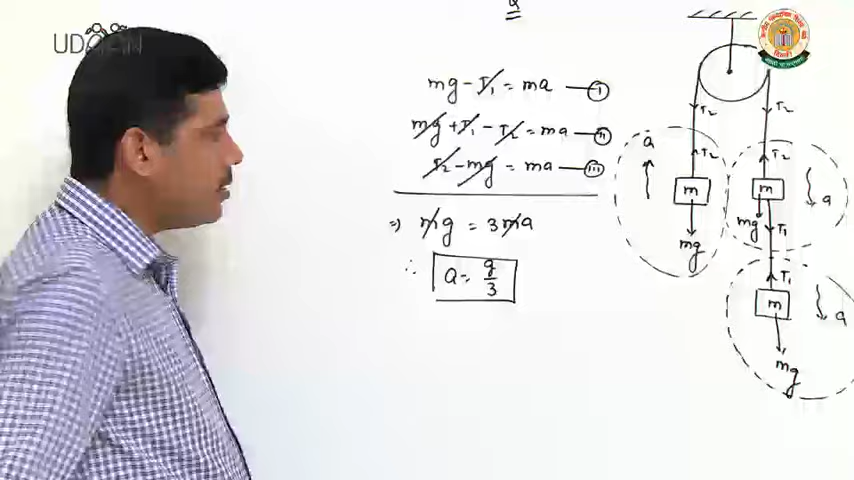 UDAAN
mg - T₁ = ma — I
mg + T₁ - T₂ = ma — II
T₂ - mg = ma — III
⇒ mg = 3ma
∴ a = g/3
T₂ T₂
a T₂ T₂
m m a
mg mg T₁
T₁
m a
mg